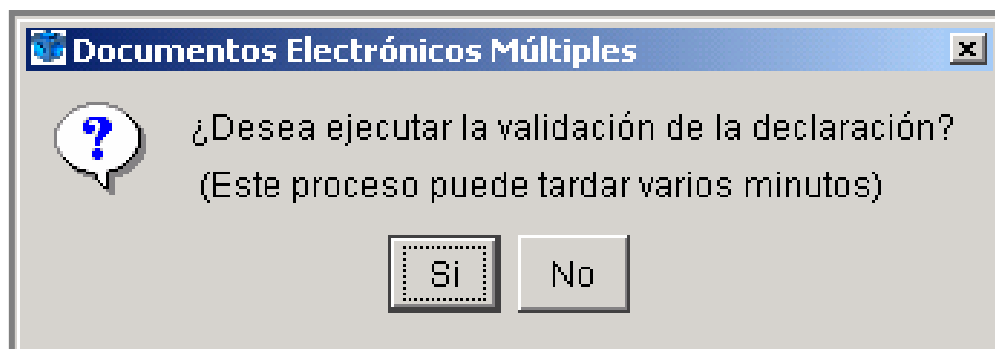 Documentos Electrónicos Múltiples
¿Desea ejecutar la validación de la declaración?
(Este proceso puede tardar varios minutos)
Si No